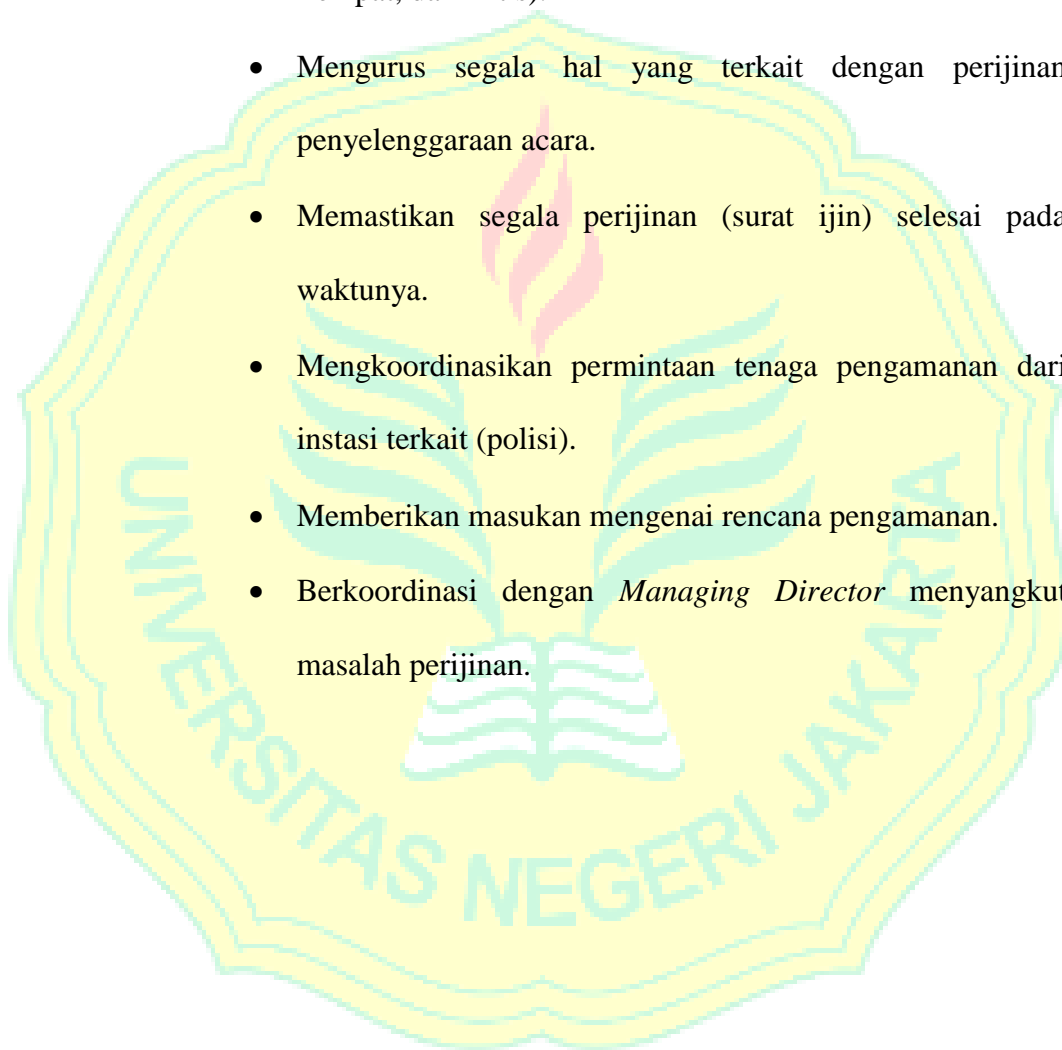 • Mengurus segala hal yang terkait dengan perijinan
penyelenggaraan acara.
• Memastikan segala perijinan (surat ijin) selesai pada
waktunya.
• Mengkoordinasikan permintaan tenaga pengamanan dari
instasi terkait (polisi).
• Memberikan masukan mengenai rencana pengamanan.
• Berkoordinasi dengan Managing Director menyangkut
masalah perijinan.
UNIVERSITAS NEGERI JAKARTA